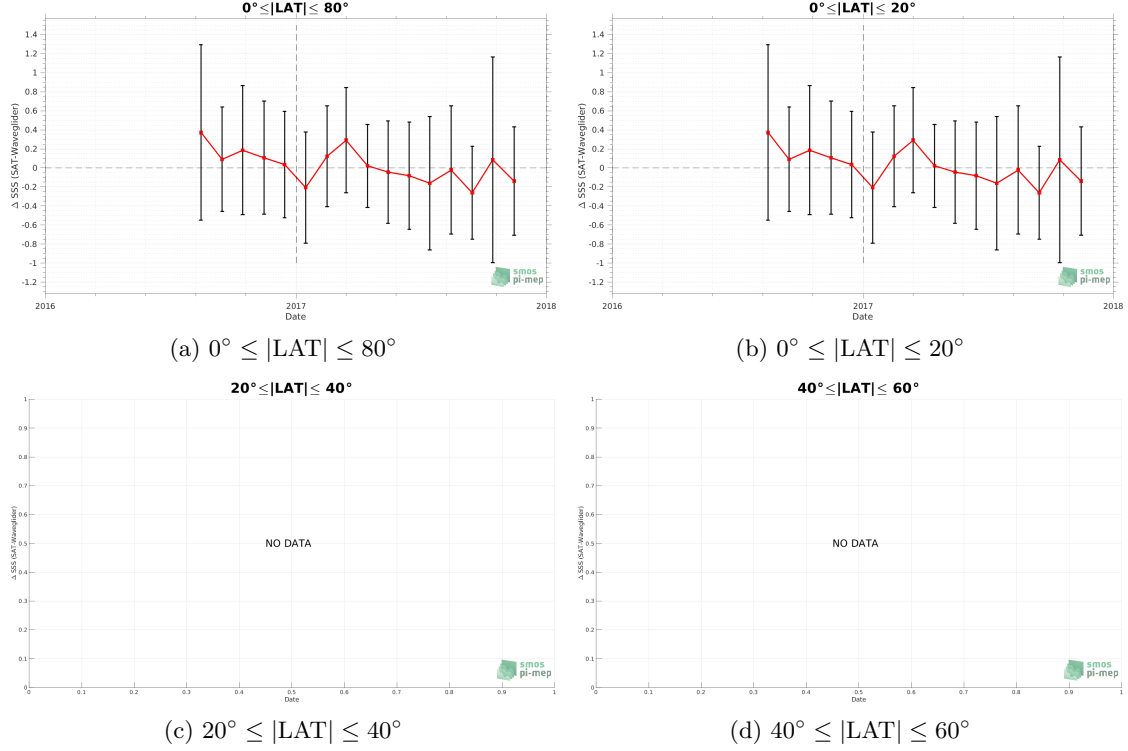 0°≤|LAT|≤ 80°
1.4
1.2
1
0.8
0.6
0.4
0.2
0
-0.2
-0.4
-0.6
-0.8
-1
-1.2
Δ SSS (SAT-Waveglider)
2016
2017
2018
Date
smos
pi-mep
(a) 0° ≤ |LAT| ≤ 80°
0°≤|LAT|≤ 20°
1.4
1.2
1
0.8
0.6
0.4
0.2
0
-0.2
-0.4
-0.6
-0.8
-1
-1.2
Δ SSS (SAT-Waveglider)
2016
2017
2018
Date
smos
pi-mep
(b) 0° ≤ |LAT| ≤ 20°
20°≤|LAT|≤ 40°
1
0.9
0.8
0.7
0.6
0.5
0.4
0.3
0.2
0.1
0
Δ SSS (SAT-Waveglider)
NO DATA
0 0.1 0.2 0.3 0.4 0.5 0.6 0.7 0.8 0.9 1
Date
smos
pi-mep
(c) 20° ≤ |LAT| ≤ 40°
40°≤|LAT|≤ 60°
1
0.9
0.8
0.7
0.6
0.5
0.4
0.3
0.2
0.1
0
Δ SSS (SAT-Waveglider)
NO DATA
0 0.1 0.2 0.3 0.4 0.5 0.6 0.7 0.8 0.9 1
Date
smos
pi-mep
(d) 40° ≤ |LAT| ≤ 60°